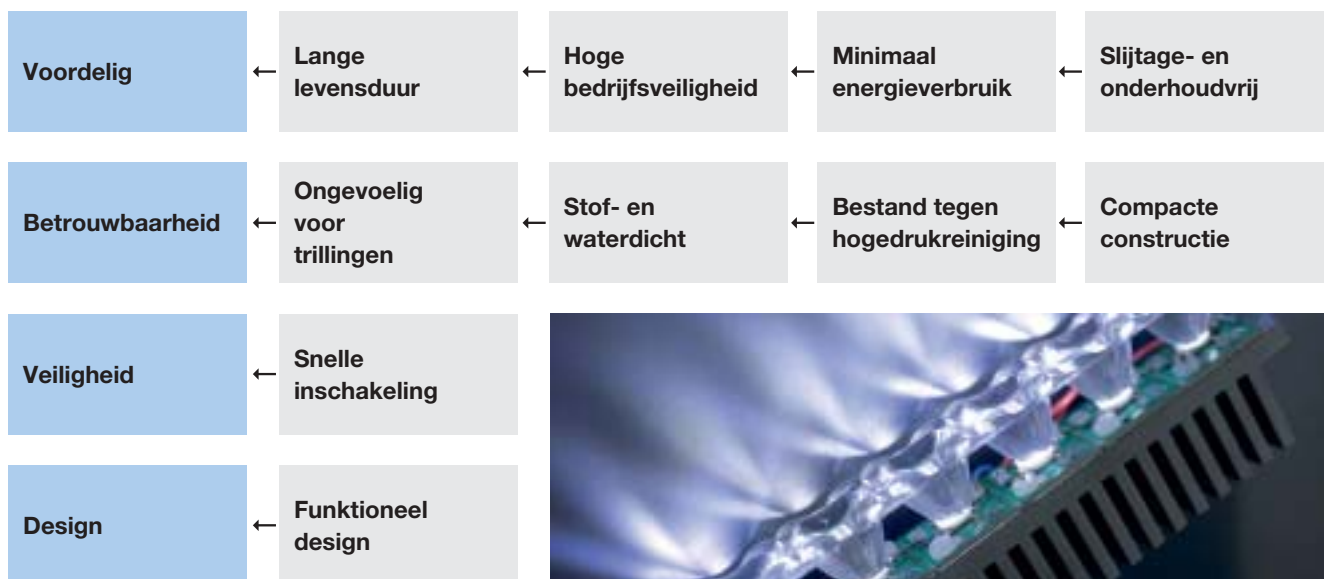 Voordelig
←
Lange
levensduur
←
Hoge
bedrijfsveiligheid
←
Minimaal
energieverbruik
←
Slijtage- en
onderhoudvrij
Betrouwbaarheid
←
Ongevoelig
voor
trillingen
←
Stof- en
waterdicht
←
Bestand tegen
hogedrukreiniging
←
Compacte
constructie
Veiligheid
←
Snelle
inschakeling
Design
←
Funktioneel
design